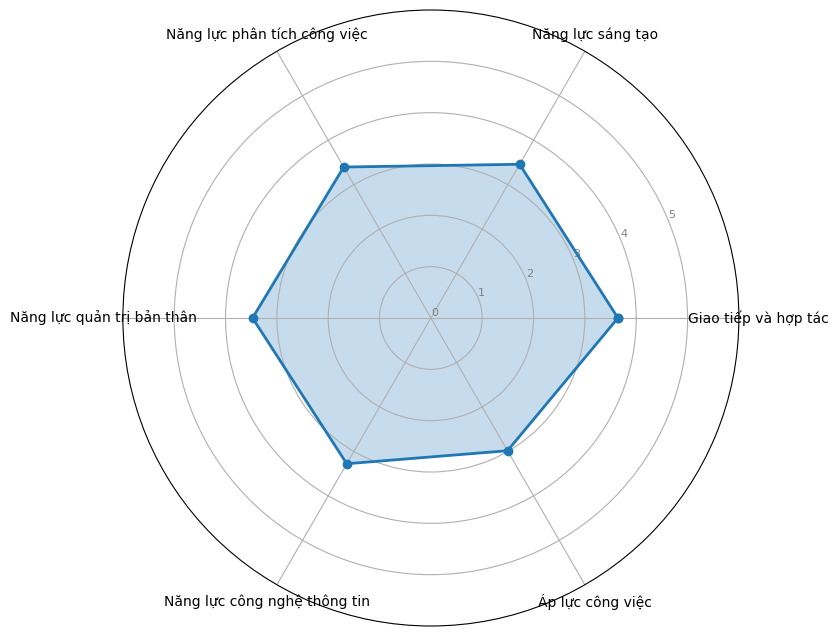 Năng lực phân tích công việc
Năng lực sáng tạo
5
4
3
2
1
0
Năng lực quản trị bản thân
Giao tiếp và hợp tác
Năng lực công nghệ thông tin
Áp lực công việc